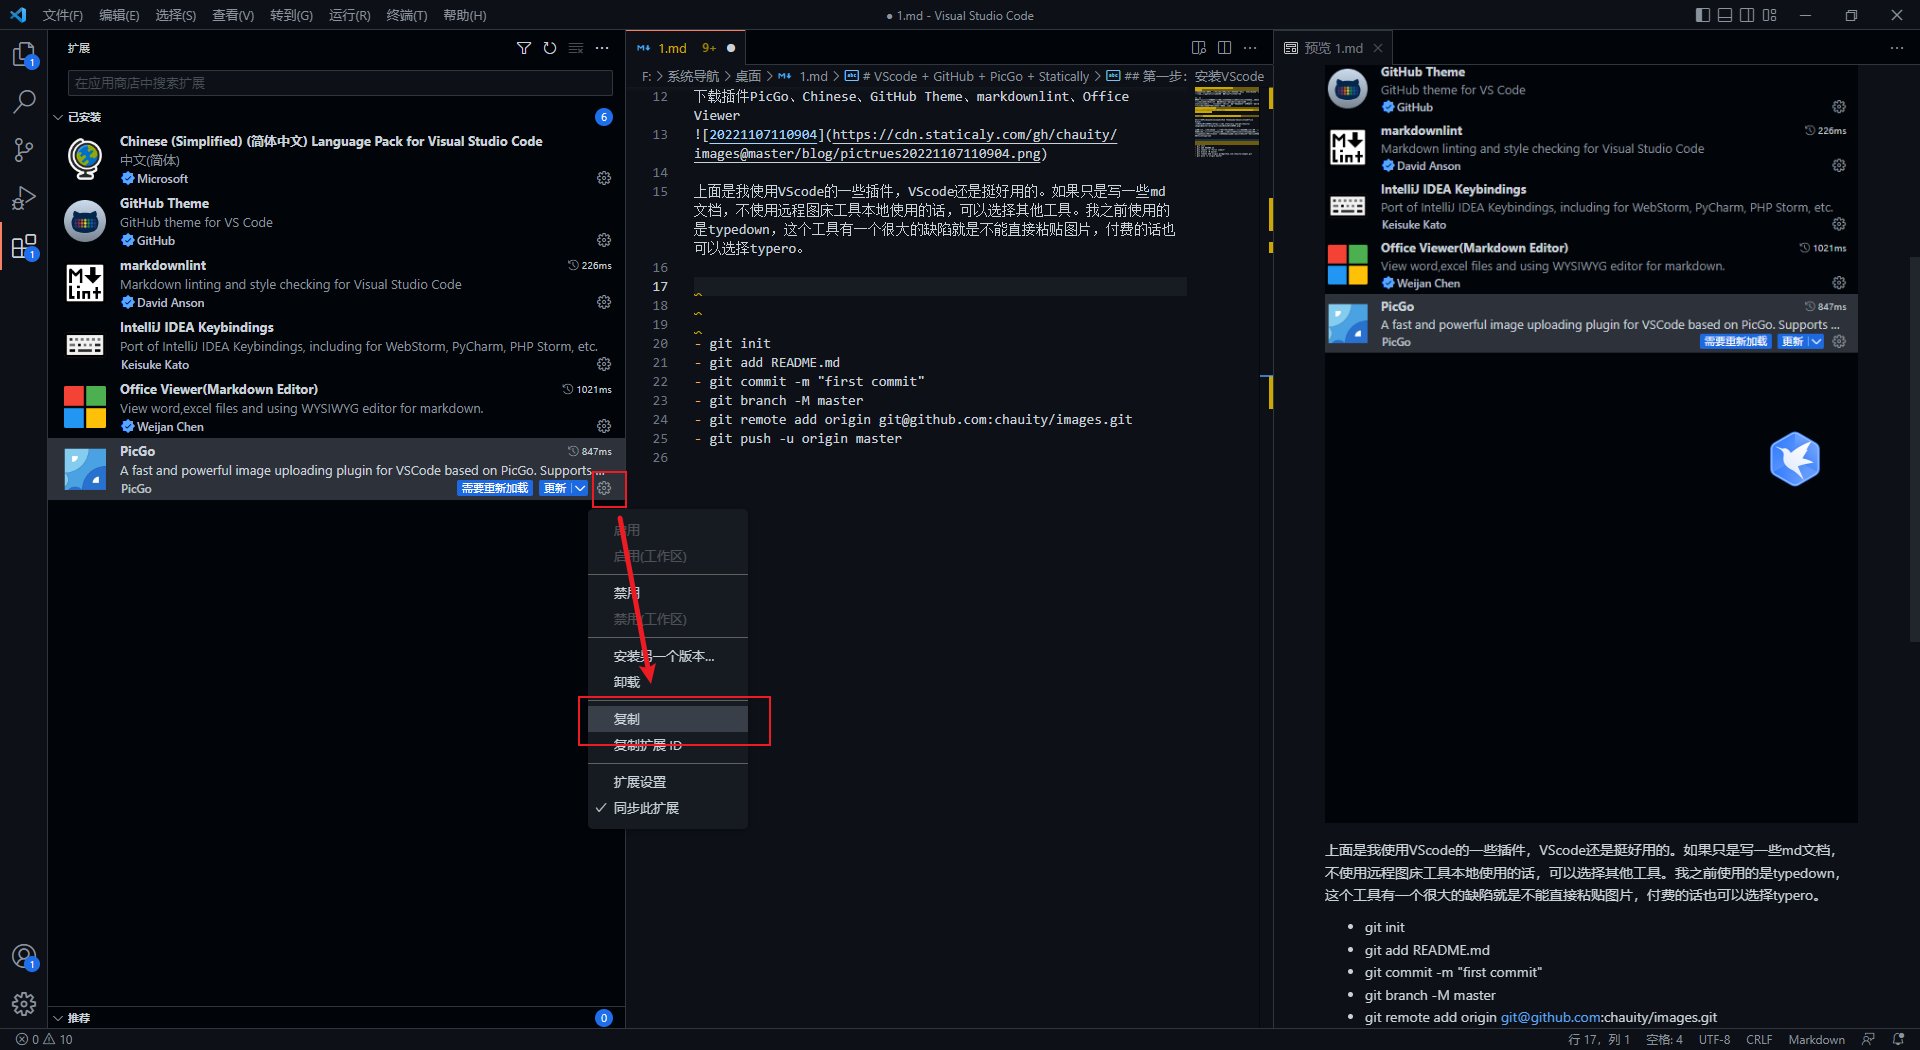 文件(F) 编辑(E) 选择(S) 查看(V) 转到(G) 运行(R) 终端(T) 帮助(H)
● 1.md - Visual Studio Code
扩展
在应用商店中搜索扩展
已安装 6
Chinese (Simplified) (简体中文) Language Pack for Visual Studio Code
中文(简体)
Microsoft
GitHub Theme
GitHub theme for VS Code
GitHub
markdownlint 226ms
Markdown linting and style checking for Visual Studio Code
David Anson
IntelliJ IDEA Keybindings
Port of IntelliJ IDEA Keybindings, including for WebStorm, PyCharm, PHP Storm, etc.
Keisuke Kato
Office Viewer(Markdown Editor) 1021ms
View word,excel files and using WYSIWYG editor for markdown.
Weijan Chen
PicGo 847ms
A fast and powerful image uploading plugin for VSCode based on PicGo. Supports ...
PicGo 需要重新加载 更新
启用
启用(工作区)
禁用
禁用(工作区)
安装另一个版本...
卸载
复制
复制扩展 ID
扩展设置
同步此扩展
推荐 0
1.md 9+
F: > 系统导航 > 桌面 > 1.md > # VScode + GitHub + PicGo + Statically > ## 第一步: 安装VScode
12 下载插件PicGo、Chinese、GitHub Theme、markdownlint、Office
Viewer
13 ![20221107110904](https://cdn.staticaly.com/gh/chauity/
images@master/blog/pictrues20221107110904.png)
14
15 上面是我使用VScode的一些插件，VScode还是挺好用的。如果只是写一些md
文档，不使用远程图床工具本地使用的话，可以选择其他工具。我之前使用的
是typedown，这个工具有一个很大的缺陷就是不能直接粘贴图片，付费的话也
可以选择typero。
16
17
18
19
20 - git init
21 - git add README.md
22 - git commit -m "first commit"
23 - git branch -M master
24 - git remote add origin git@github.com:chauity/images.git
25 - git push -u origin master
26
预览 1.md
GitHub Theme
GitHub theme for VS Code
GitHub
markdownlint 226ms
Markdown linting and style checking for Visual Studio Code
David Anson
IntelliJ IDEA Keybindings
Port of IntelliJ IDEA Keybindings, including for WebStorm, PyCharm, PHP Storm, etc.
Keisuke Kato
Office Viewer(Markdown Editor) 1021ms
View word,excel files and using WYSIWYG editor for markdown.
Weijan Chen
PicGo 847ms
A fast and powerful image uploading plugin for VSCode based on PicGo. Supports ...
PicGo 需要重新加载 更新
上面是我使用VScode的一些插件，VScode还是挺好用的。如果只是写一些md文档，
不使用远程图床工具本地使用的话，可以选择其他工具。我之前使用的是typedown，
这个工具有一个很大的缺陷就是不能直接粘贴图片，付费的话也可以选择typero。
• git init
• git add README.md
• git commit -m "first commit"
• git branch -M master
• git remote add origin git@github.com:chauity/images.git
0 10
行 17，列 1 空格: 4 UTF-8 CRLF Markdown